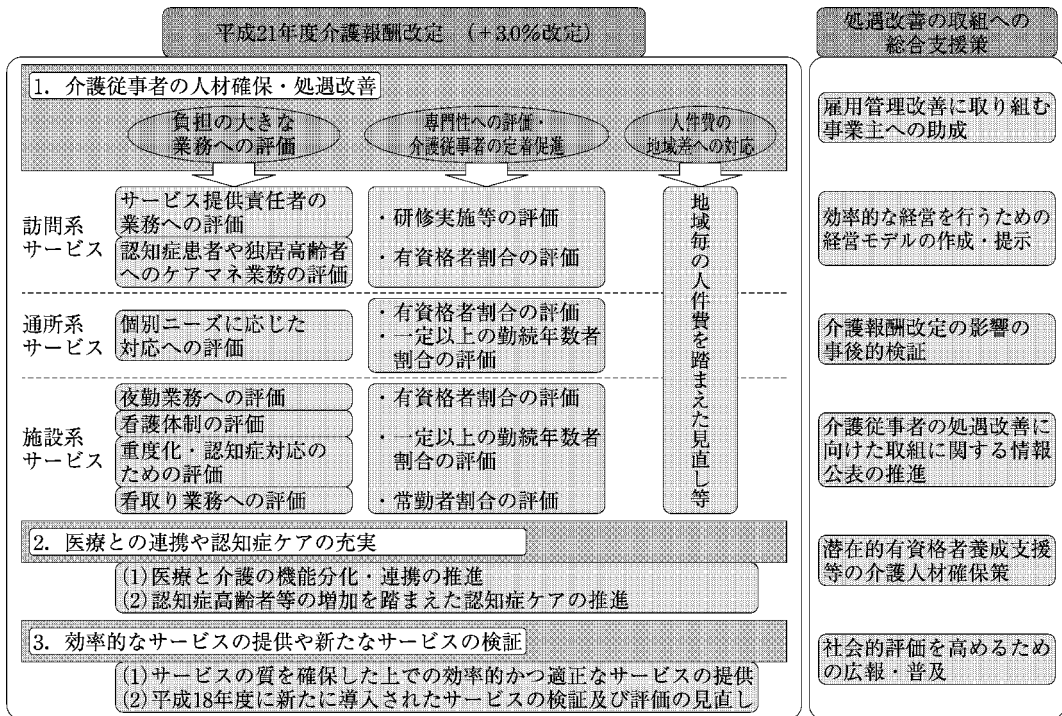 平成21年度介護報酬改定 (+3.0%改定)
1. 介護従事者の人材確保・処遇改善
負担の大きな
業務への評価
専門性への評価・
介護従事者の定着促進
人件費の
地域差への対応
訪問系
サービス
サービス提供責任者の
業務への評価
認知症患者や独居高齢者
へのケアマネ業務の評価
・研修実施等の評価
・有資格者割合の評価
通所系
サービス
個別ニーズに応じた
対応への評価
・有資格者割合の評価
・一定以上の勤続年数者
割合の評価
施設系
サービス
夜勤業務への評価
看護体制の評価
重度化・認知症対応の
ための評価
看取り業務への評価
・有資格者割合の評価
・一定以上の勤続年数者
割合の評価
・常勤者割合の評価
地域毎の人件費を踏まえた見直し等
2. 医療との連携や認知症ケアの充実
(1)医療と介護の機能分化・連携の推進
(2)認知症高齢者等の増加を踏まえた認知症ケアの推進
3. 効率的なサービスの提供や新たなサービスの検証
(1)サービスの質を確保した上での効率的かつ適正なサービスの提供
(2)平成18年度に新たに導入されたサービスの検証及び評価の見直し
処遇改善の取組への
総合支援策
雇用管理改善に取り組む
事業主への助成
効率的な経営を行うための
経営モデルの作成・提示
介護報酬改定の影響の
事後的検証
介護従事者の処遇改善に
向けた取組に関する情報
公表の推進
潜在的有資格者養成支援
等の介護人材確保策
社会的評価を高めるため
の広報・普及